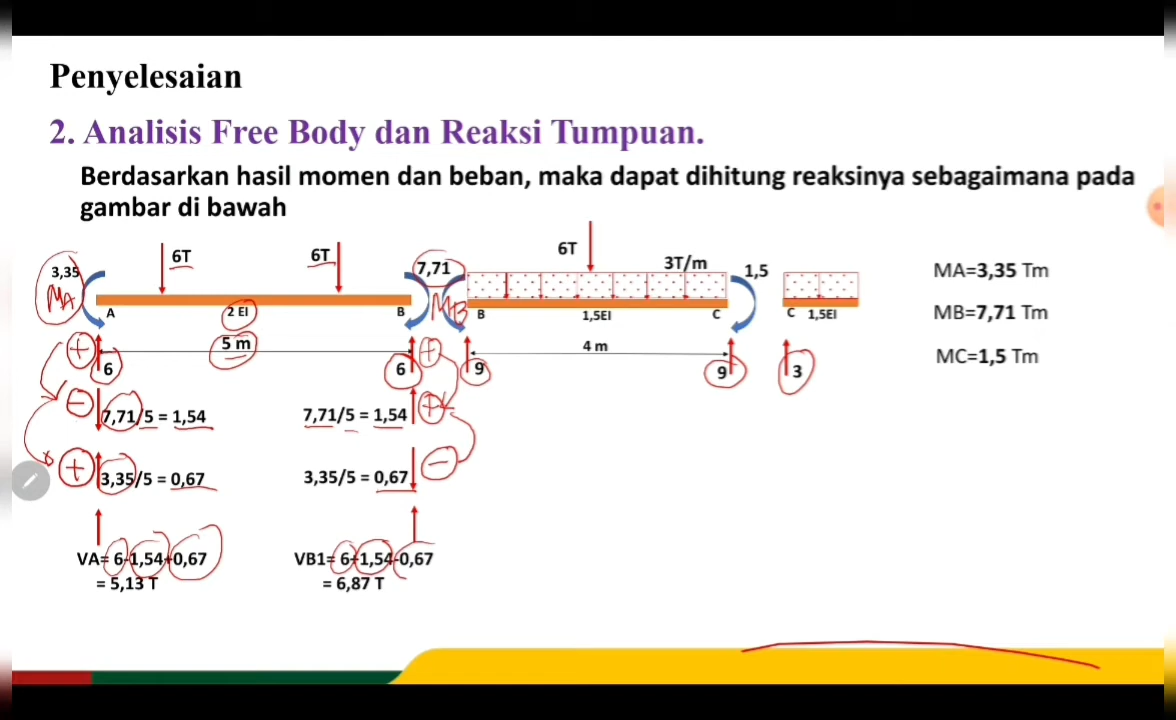 Penyelesaian
2. Analisis Free Body dan Reaksi Tumpuan.
Berdasarkan hasil momen dan beban, maka dapat dihitung reaksinya sebagaimana pada
gambar di bawah
3,35 6T 6T 7,71 6T 3T/m 1,5
MA MB
A 2 EI B B 1,5EI C C 1,5EI
5 m 4 m
6 6 9 9 3
+ +
- 7,71/5 = 1,54 7,71/5 = 1,54 +
+ 3,35/5 = 0,67 3,35/5 = 0,67 -
VA= 6-1,54+0,67 VB1= 6+1,54-0,67
= 5,13 T = 6,87 T
MA=3,35 Tm
MB=7,71 Tm
MC=1,5 Tm